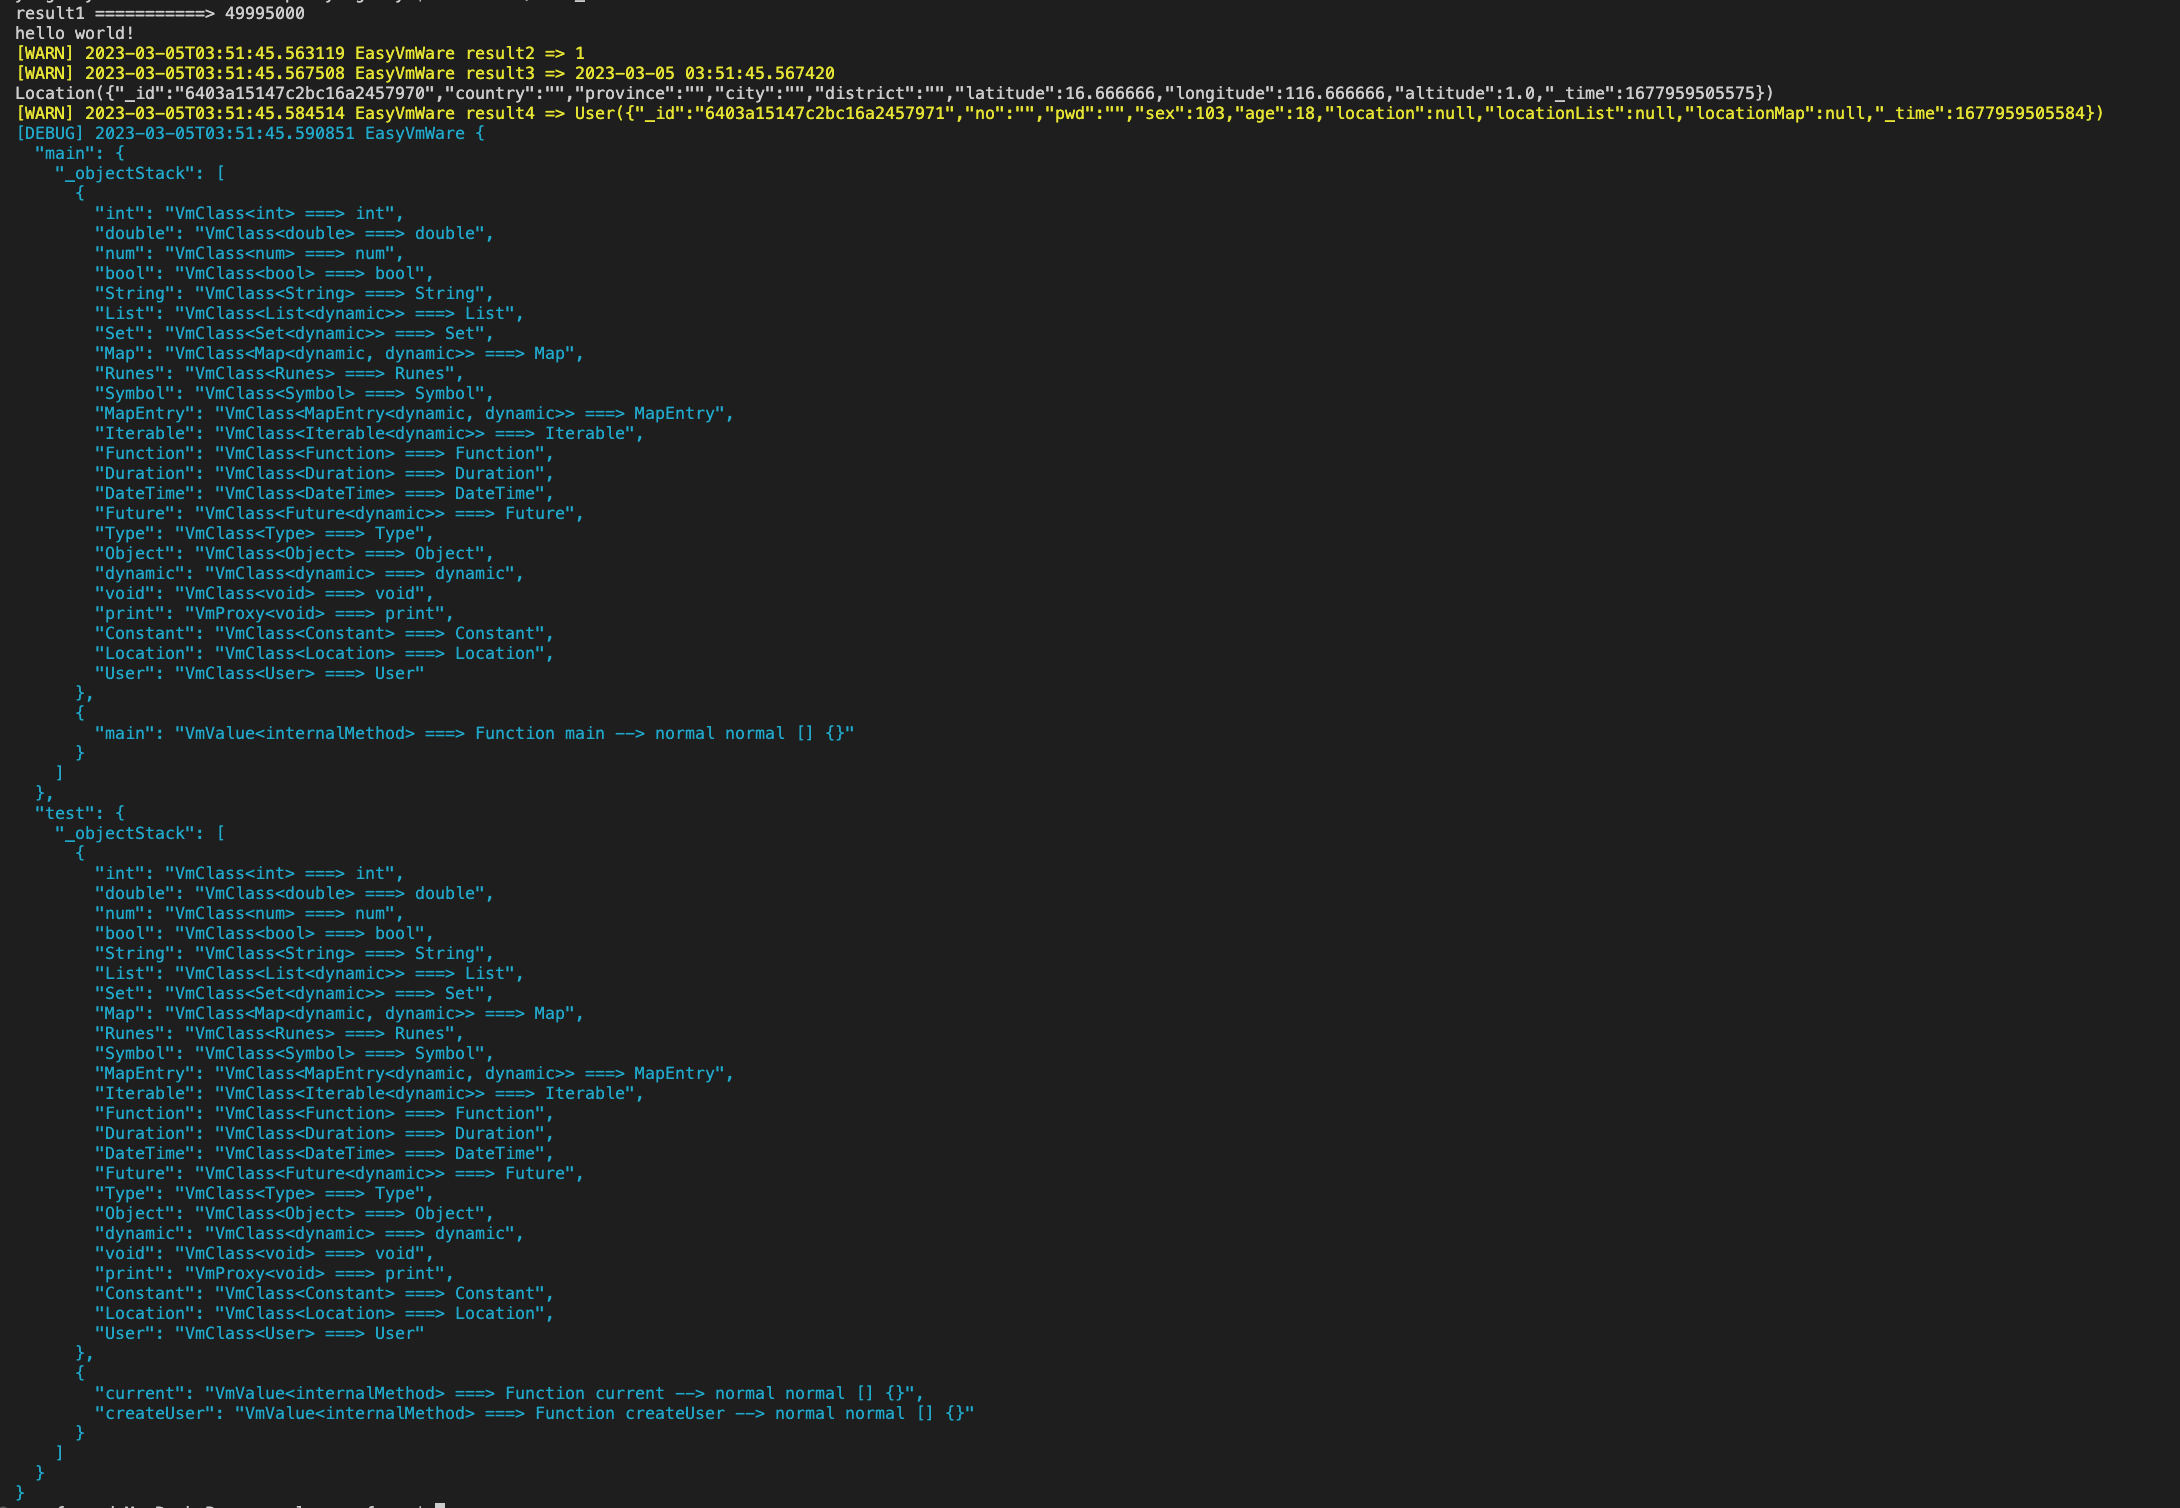 result1 ===========> 49995000
hello world!
[WARN] 2023-03-05T03:51:45.563119 EasyVmWare result2 => 1
[WARN] 2023-03-05T03:51:45.567508 EasyVmWare result3 => 2023-03-05 03:51:45.567420
Location({"_id":"6403a15147c2bc16a2457970","country":"","province":"","city":"","district":"","latitude":16.666666,"longitude":116.666666,"altitude":1.0,"_time":1677959505575})
[WARN] 2023-03-05T03:51:45.584514 EasyVmWare result4 => User({"_id":"6403a15147c2bc16a2457971","no":"","pwd":"","sex":103,"age":18,"location":null,"locationList":null,"locationMap":null,"_time":1677959505584})
[DEBUG] 2023-03-05T03:51:45.590851 EasyVmWare {
  "main": {
    "_objectStack": [
      {
        "int": "VmClass<int> ===> int",
        "double": "VmClass<double> ===> double",
        "num": "VmClass<num> ===> num",
        "bool": "VmClass<bool> ===> bool",
        "String": "VmClass<String> ===> String",
        "List": "VmClass<List<dynamic>> ===> List",
        "Set": "VmClass<Set<dynamic>> ===> Set",
        "Map": "VmClass<Map<dynamic, dynamic>> ===> Map",
        "Runes": "VmClass<Runes> ===> Runes",
        "Symbol": "VmClass<Symbol> ===> Symbol",
        "MapEntry": "VmClass<MapEntry<dynamic, dynamic>> ===> MapEntry",
        "Iterable": "VmClass<Iterable<dynamic>> ===> Iterable",
        "Function": "VmClass<Function> ===> Function",
        "Duration": "VmClass<Duration> ===> Duration",
        "DateTime": "VmClass<DateTime> ===> DateTime",
        "Future": "VmClass<Future<dynamic>> ===> Future",
        "Type": "VmClass<Type> ===> Type",
        "Object": "VmClass<Object> ===> Object",
        "dynamic": "VmClass<dynamic> ===> dynamic",
        "void": "VmClass<void> ===> void",
        "print": "VmProxy<void> ===> print",
        "Constant": "VmClass<Constant> ===> Constant",
        "Location": "VmClass<Location> ===> Location",
        "User": "VmClass<User> ===> User"
      },
      {
        "main": "VmValue<internalMethod> ===> Function main --> normal normal [] {}"
      }
    ]
  },
  "test": {
    "_objectStack": [
      {
        "int": "VmClass<int> ===> int",
        "double": "VmClass<double> ===> double",
        "num": "VmClass<num> ===> num",
        "bool": "VmClass<bool> ===> bool",
        "String": "VmClass<String> ===> String",
        "List": "VmClass<List<dynamic>> ===> List",
        "Set": "VmClass<Set<dynamic>> ===> Set",
        "Map": "VmClass<Map<dynamic, dynamic>> ===> Map",
        "Runes": "VmClass<Runes> ===> Runes",
        "Symbol": "VmClass<Symbol> ===> Symbol",
        "MapEntry": "VmClass<MapEntry<dynamic, dynamic>> ===> MapEntry",
        "Iterable": "VmClass<Iterable<dynamic>> ===> Iterable",
        "Function": "VmClass<Function> ===> Function",
        "Duration": "VmClass<Duration> ===> Duration",
        "DateTime": "VmClass<DateTime> ===> DateTime",
        "Future": "VmClass<Future<dynamic>> ===> Future",
        "Type": "VmClass<Type> ===> Type",
        "Object": "VmClass<Object> ===> Object",
        "dynamic": "VmClass<dynamic> ===> dynamic",
        "void": "VmClass<void> ===> void",
        "print": "VmProxy<void> ===> print",
        "Constant": "VmClass<Constant> ===> Constant",
        "Location": "VmClass<Location> ===> Location",
        "User": "VmClass<User> ===> User"
      },
      {
        "current": "VmValue<internalMethod> ===> Function current --> normal normal [] {}",
        "createUser": "VmValue<internalMethod> ===> Function createUser --> normal normal [] {}"
      }
    ]
  }
}